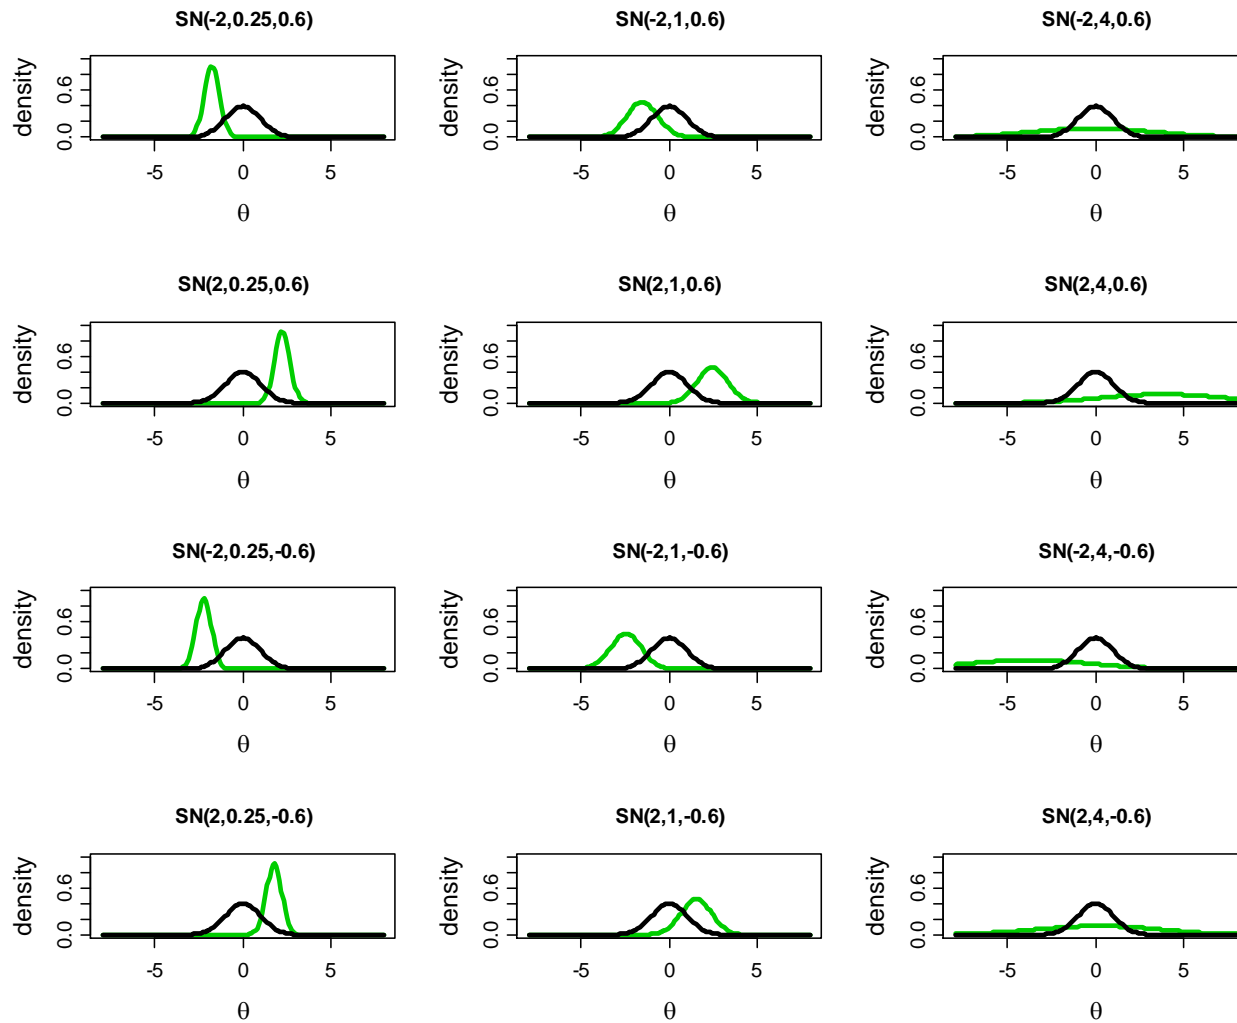 SN(-2,0.25,0.6)
density
0.0 0.6
-5 0 5
θ
SN(-2,1,0.6)
density
0.0 0.6
-5 0 5
θ
SN(-2,4,0.6)
density
0.0 0.6
-5 0 5
θ
SN(2,0.25,0.6)
density
0.0 0.6
-5 0 5
θ
SN(2,1,0.6)
density
0.0 0.6
-5 0 5
θ
SN(2,4,0.6)
density
0.0 0.6
-5 0 5
θ
SN(-2,0.25,-0.6)
density
0.0 0.6
-5 0 5
θ
SN(-2,1,-0.6)
density
0.0 0.6
-5 0 5
θ
SN(-2,4,-0.6)
density
0.0 0.6
-5 0 5
θ
SN(2,0.25,-0.6)
density
0.0 0.6
-5 0 5
θ
SN(2,1,-0.6)
density
0.0 0.6
-5 0 5
θ
SN(2,4,-0.6)
density
0.0 0.6
-5 0 5
θ